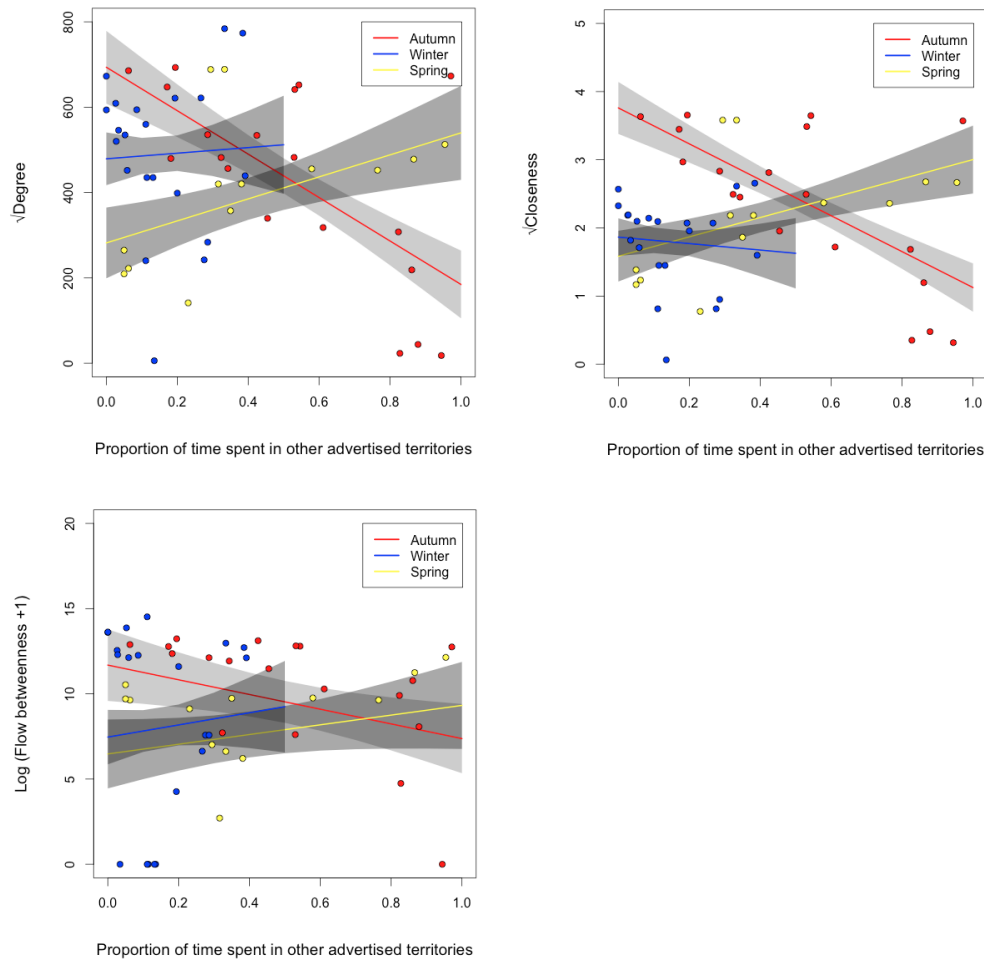 √Degree
0
200
400
600
800
0.0
0.2
0.4
0.6
0.8
1.0
Autumn
Winter
Spring
Proportion of time spent in other advertised territories
√Closeness
0
1
2
3
4
5
0.0
0.2
0.4
0.6
0.8
1.0
Autumn
Winter
Spring
Proportion of time spent in other advertised territories
Log (Flow betweenness +1)
0
5
10
15
20
0.0
0.2
0.4
0.6
0.8
1.0
Autumn
Winter
Spring
Proportion of time spent in other advertised territories